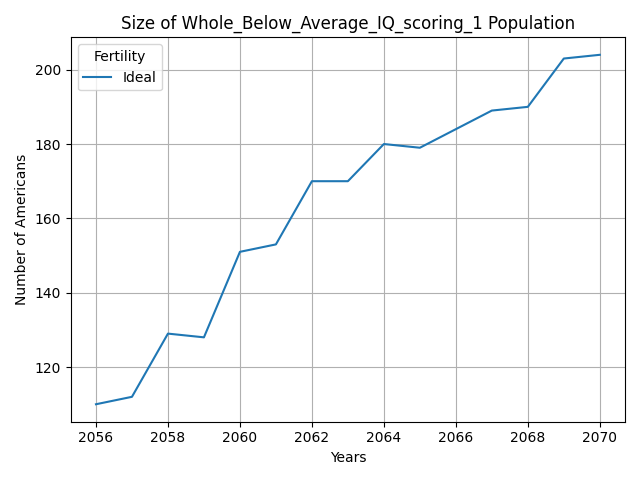 Size of Whole_Below_Average_IQ_scoring_1 Population
Fertility
Ideal
Number of Americans
200
180
160
140
120
2056 2058 2060 2062 2064 2066 2068 2070
Years